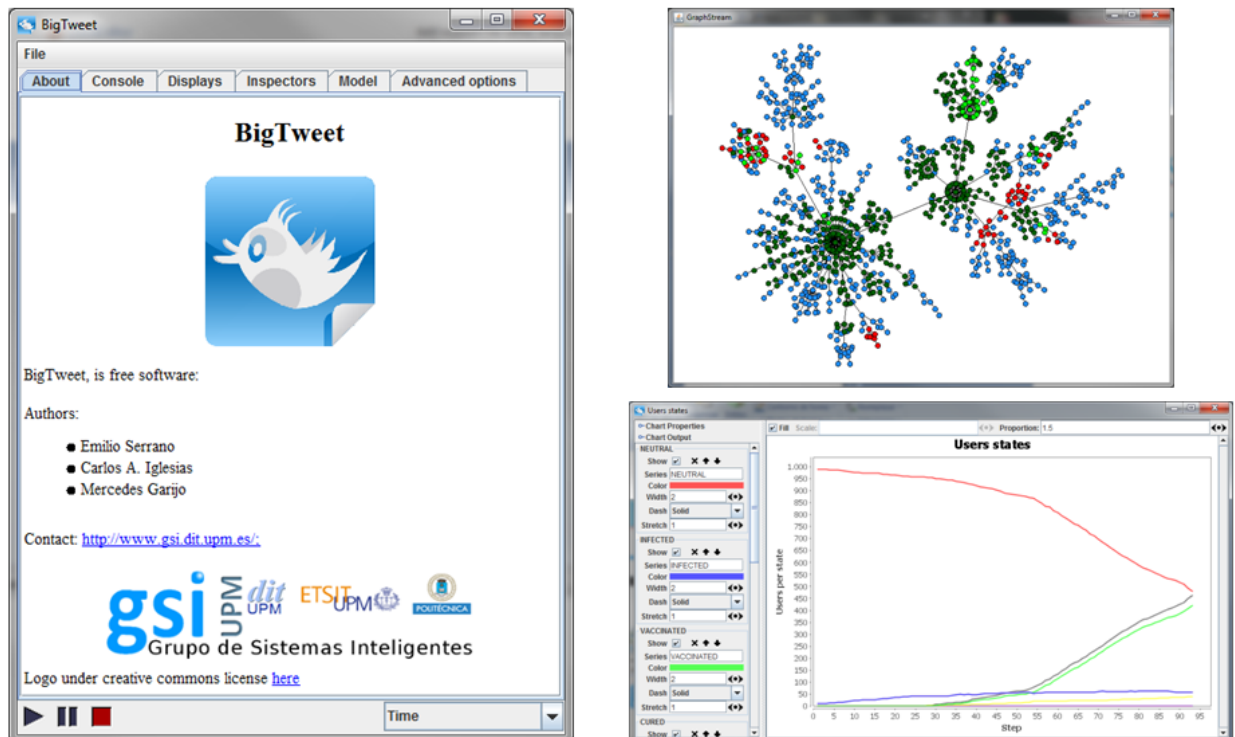 BigTweet
File
About Console Displays Inspectors Model Advanced options
BigTweet
BigTweet, is free software:
Authors:
Emilio Serrano
Carlos A. Iglesias
Mercedes Garijo
Contact: http://www.gsi.dit.upm.es/;
gsi UPM dit UPM ETSIT UPM POLITÉCNICA
Grupo de Sistemas Inteligentes
Logo under creative commons license here
Time
GraphStream
Users states
Chart Properties
Chart Output
NEUTRAL
Show
Series NEUTRAL
Color
Width 2
Dash Solid
Stretch 1
INFECTED
Show
Series INFECTED
Color
Width 2
Dash Solid
Stretch 1
VACCINATED
Show
Series VACCINATED
Color
Width 2
Dash Solid
Stretch 1
CURED
Show
Fill Scale: Proportion: 1.5
Users states
Users per state
1.000
950
900
850
800
750
700
650
600
550
500
450
400
350
300
250
200
150
100
50
0
0 5 10 15 20 25 30 35 40 45 50 55 60 65 70 75 80 85 90 95
Step